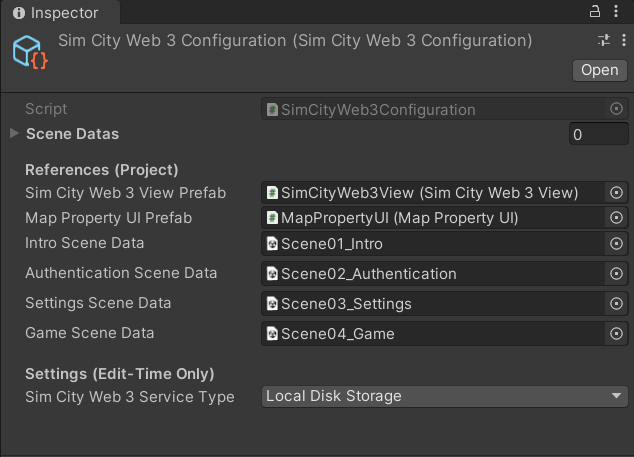 Inspector
Sim City Web 3 Configuration (Sim City Web 3 Configuration)
Open
Script SimCityWeb3Configuration
Scene Datas 0
References (Project)
Sim City Web 3 View Prefab SimCityWeb3View (Sim City Web 3 View)
Map Property UI Prefab MapPropertyUI (Map Property UI)
Intro Scene Data Scene01_Intro
Authentication Scene Data Scene02_Authentication
Settings Scene Data Scene03_Settings
Game Scene Data Scene04_Game
Settings (Edit-Time Only)
Sim City Web 3 Service Type Local Disk Storage